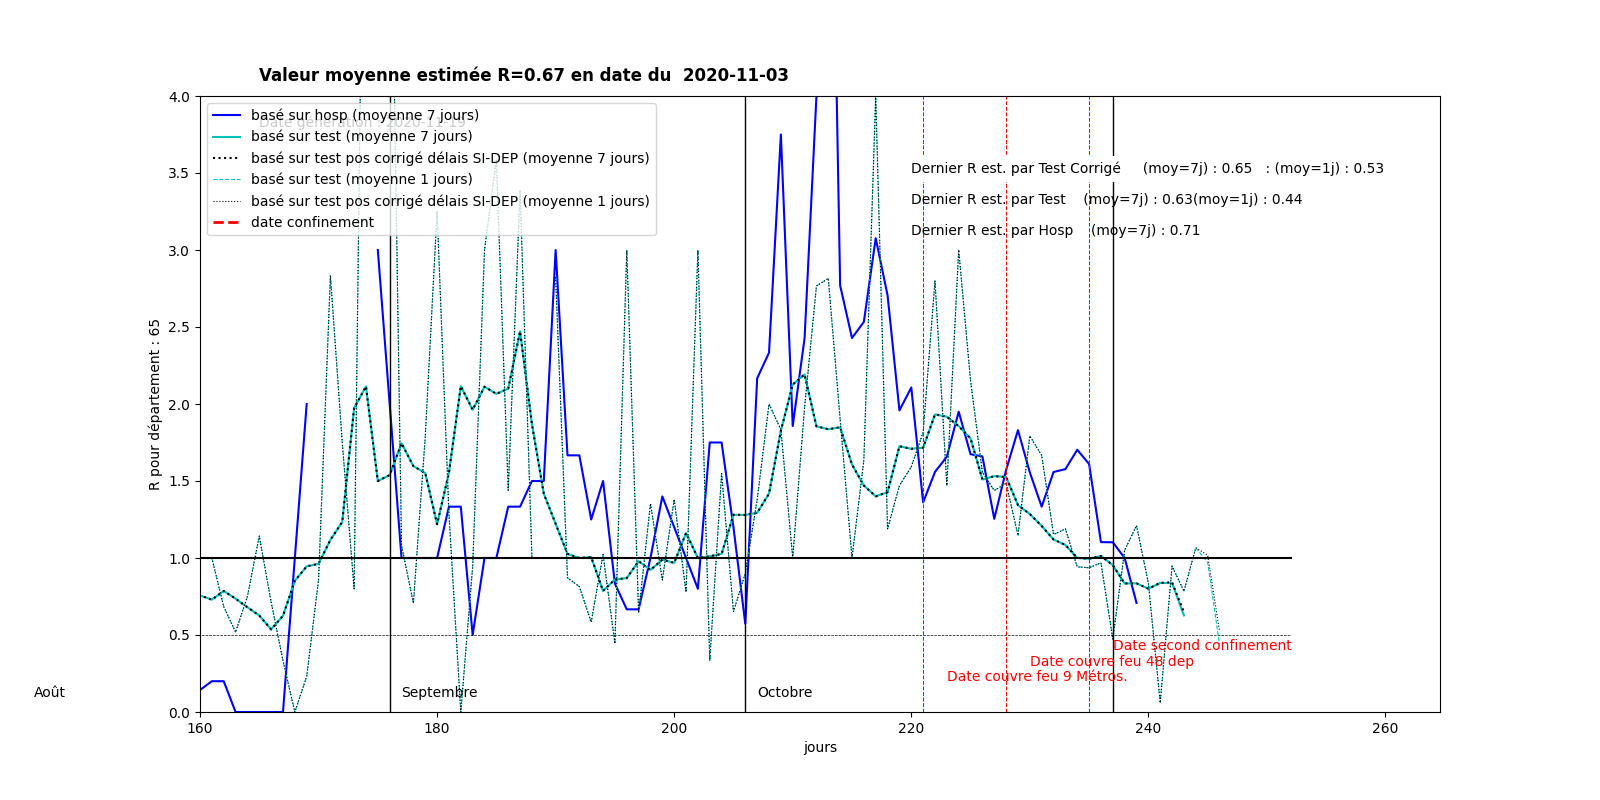 Valeur moyenne estimée R=0.67 en date du  2020-11-03
Date génération : 2020-11-19
basé sur hosp (moyenne 7 jours)
basé sur test (moyenne 7 jours)
basé sur test pos corrigé délais SI-DEP (moyenne 7 jours)
basé sur test (moyenne 1 jours)
basé sur test pos corrigé délais SI-DEP (moyenne 1 jours)
date confinement
Dernier R est. par Test Corrigé     (moy=7j) : 0.65   : (moy=1j) : 0.53
Dernier R est. par Test    (moy=7j) : 0.63(moy=1j) : 0.44
Dernier R est. par Hosp    (moy=7j) : 0.71
4.0
3.5
3.0
2.5
2.0
1.5
1.0
0.5
0.0
R pour département : 65
Date second confinement
Date couvre feu 48 dep
Date couvre feu 9 Métros.
Août
Septembre
Octobre
160 180 200 220 240 260
jours